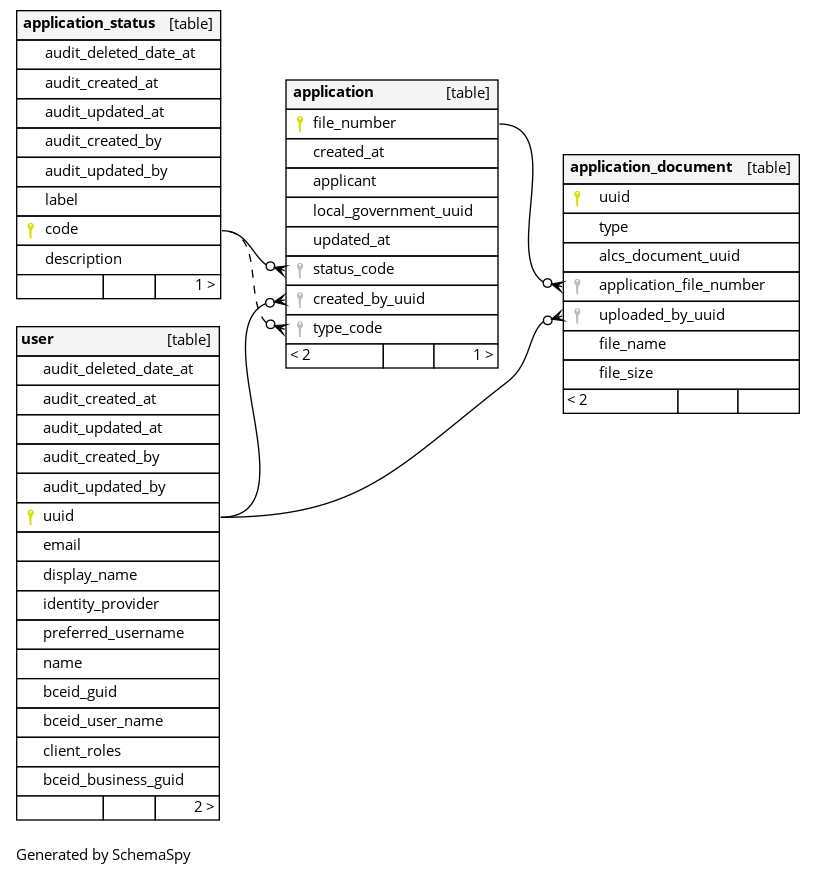 application_status [table]
audit_deleted_date_at
audit_created_at
audit_updated_at
audit_created_by
audit_updated_by
label
code
description
1 >
user [table]
audit_deleted_date_at
audit_created_at
audit_updated_at
audit_created_by
audit_updated_by
uuid
email
display_name
identity_provider
preferred_username
name
bceid_guid
bceid_user_name
client_roles
bceid_business_guid
2 >
application [table]
file_number
created_at
applicant
local_government_uuid
updated_at
status_code
created_by_uuid
type_code
< 2 1 >
application_document [table]
uuid
type
alcs_document_uuid
application_file_number
uploaded_by_uuid
file_name
file_size
< 2
Generated by SchemaSpy